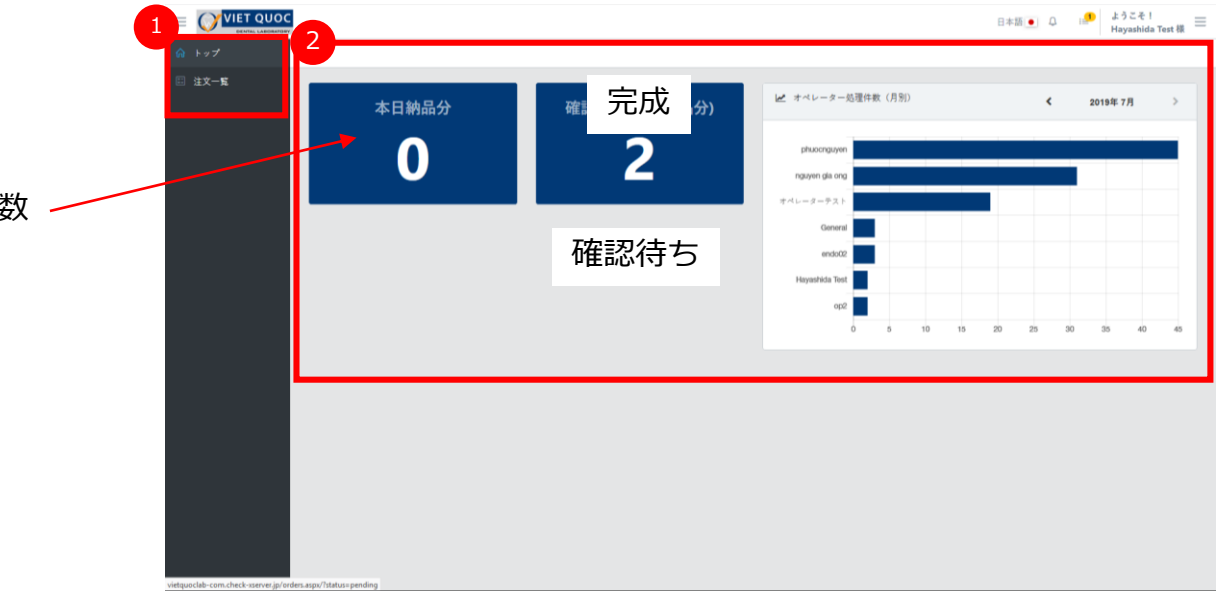 1
VIET QUOC
DENTAL LABORATORY
日本語
1
ようこそ！
Hayashida Test 様
2
トップ
注文一覧
本日納品分
0
確
分)
完成
2
確認待ち
数
オペレーター処理件数（月別）
2019年 7月
phuocnguyen
nguyen gia ong
オペレーターテスト
General
endo02
Hayashida Test
op2
0 5 10 15 20 25 30 35 40 45
vietquoclab-com.check-xserver.jp/orders.aspx/?status=pending